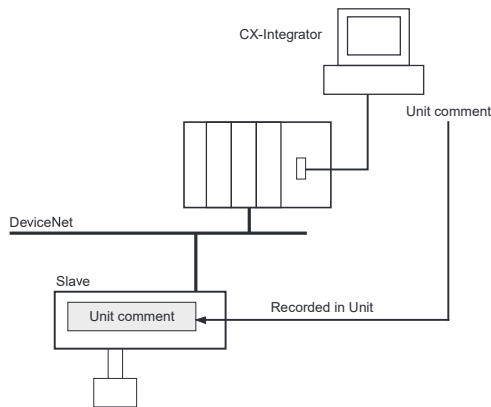 CX-Integrator
Unit comment
DeviceNet
Slave
Unit comment
Recorded in Unit